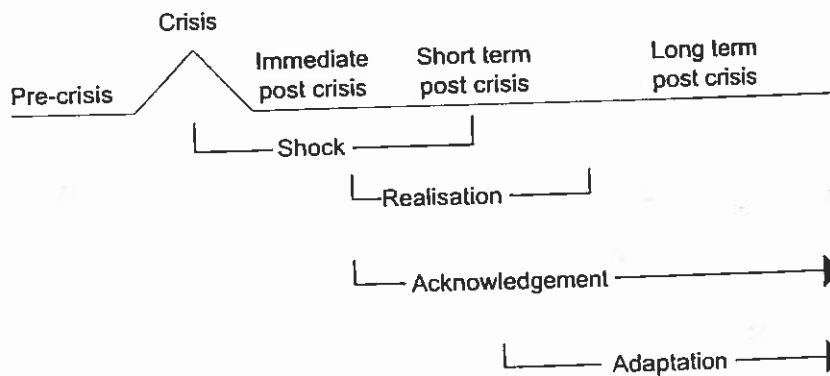 Crisis
Immediate
post crisis
Short term
post crisis
Long term
post crisis
Pre-crisis
Shock
Realisation
Acknowledgement
Adaptation